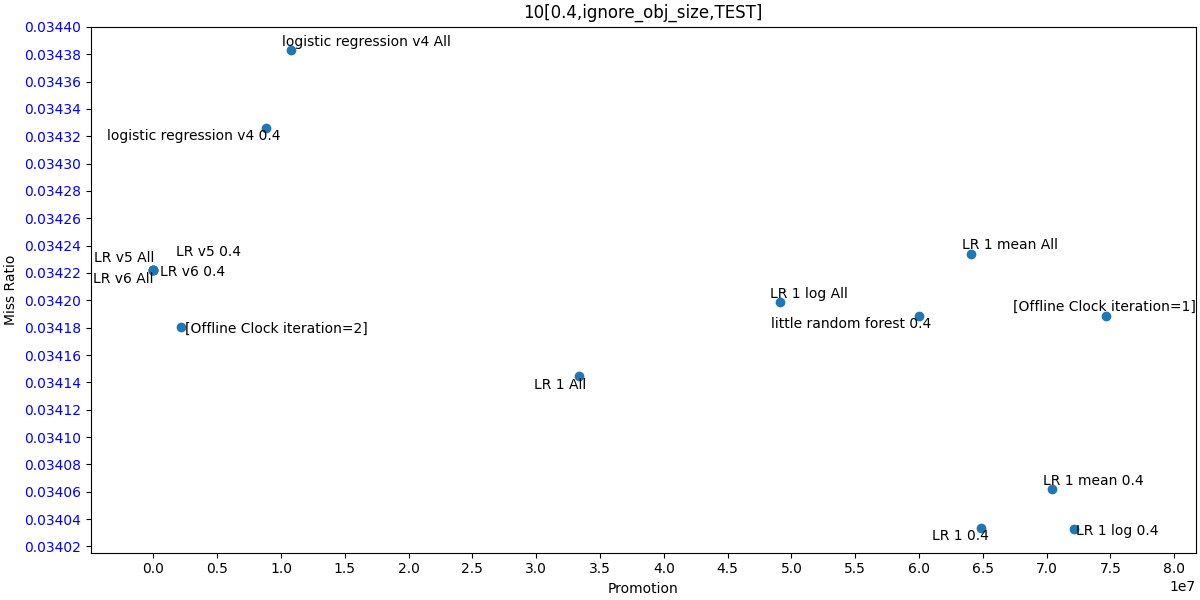 10[0.4,ignore_obj_size,TEST]
0.03440
logistic regression v4 All
0.03438
0.03436
0.03434
logistic regression v4 0.4
0.03432
0.03430
0.03428
0.03426
0.03424
LR 1 mean All
LR v5 0.4
LR v5 All
0.03422
LR v6 0.4
LR v6 All
Miss Ratio
0.03420
LR 1 log All
[Offline Clock iteration=1]
little random forest 0.4
0.03418
[Offline Clock iteration=2]
0.03416
0.03414
LR 1 All
0.03412
0.03410
0.03408
LR 1 mean 0.4
0.03406
0.03404
LR 1 0.4
LR 1 log 0.4
0.03402
0.0 0.5 1.0 1.5 2.0 2.5 3.0 3.5 4.0 4.5 5.0 5.5 6.0 6.5 7.0 7.5 8.0
1e7
Promotion